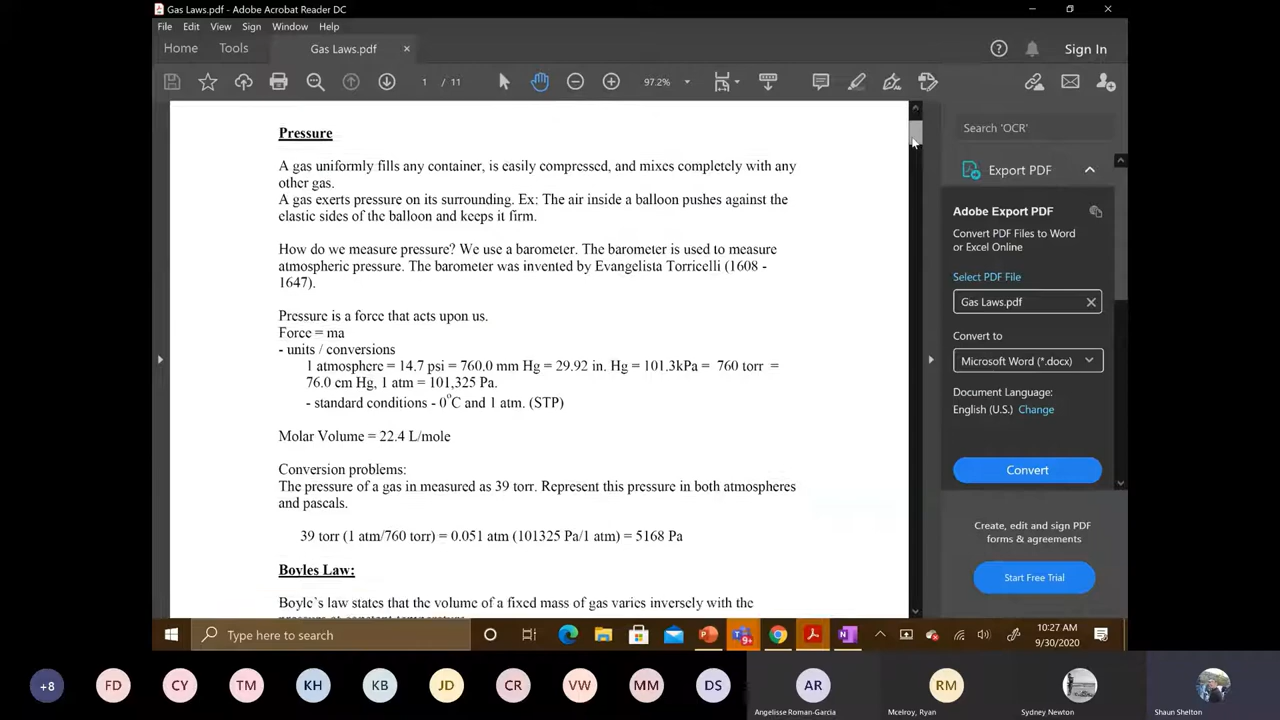 Gas Laws.pdf - Adobe Acrobat Reader DC
File Edit View Sign Window Help
Home Tools Gas Laws.pdf × Sign In
1 / 11 97.2%
Pressure
A gas uniformly fills any container, is easily compressed, and mixes completely with any
other gas.
A gas exerts pressure on its surrounding. Ex: The air inside a balloon pushes against the
elastic sides of the balloon and keeps it firm.
How do we measure pressure? We use a barometer. The barometer is used to measure
atmospheric pressure. The barometer was invented by Evangelista Torricelli (1608 -
1647).
Pressure is a force that acts upon us.
Force = ma
- units / conversions
1 atmosphere = 14.7 psi = 760.0 mm Hg = 29.92 in. Hg = 101.3kPa = 760 torr =
76.0 cm Hg, 1 atm = 101,325 Pa.
- standard conditions - 0°C and 1 atm. (STP)
Molar Volume = 22.4 L/mole
Conversion problems:
The pressure of a gas in measured as 39 torr. Represent this pressure in both atmospheres
and pascals.
39 torr (1 atm/760 torr) = 0.051 atm (101325 Pa/1 atm) = 5168 Pa
Boyles Law:
Boyle`s law states that the volume of a fixed mass of gas varies inversely with the
Search 'OCR'
Export PDF
Adobe Export PDF
Convert PDF Files to Word
or Excel Online
Select PDF File
Gas Laws.pdf
Convert to
Microsoft Word (*.docx)
Document Language:
English (U.S.) Change
Convert
Create, edit and sign PDF
forms & agreements
Start Free Trial
Type here to search
9+
10:27 AM
9/30/2020
+8 FD CY TM KH KB JD CR VW MM DS AR RM
Angelisse Roman-Garcia Mcelroy, Ryan Sydney Newton Shaun Shelton